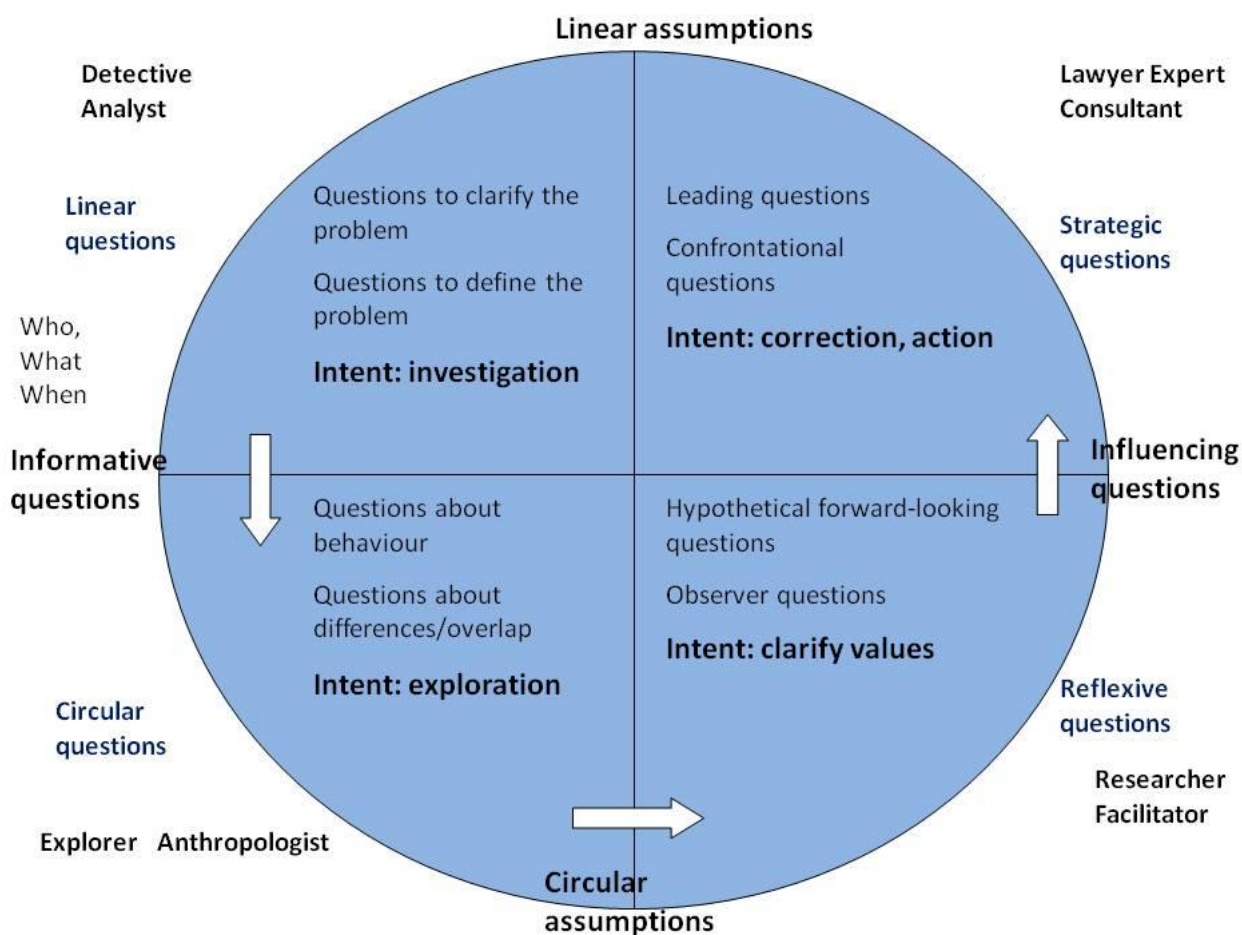 Linear assumptions
Detective
Analyst
Lawyer Expert
Consultant
Linear
questions
Questions to clarify the
problem
Questions to define the
problem
Intent: investigation
Leading questions
Confrontational
questions
Intent: correction, action
Strategic
questions
Who,
What
When
Informative
questions
Influencing
questions
Questions about
behaviour
Questions about
differences/overlap
Intent: exploration
Hypothetical forward-looking
questions
Observer questions
Intent: clarify values
Circular
questions
Reflexive
questions
Explorer Anthropologist
Researcher
Facilitator
Circular
assumptions